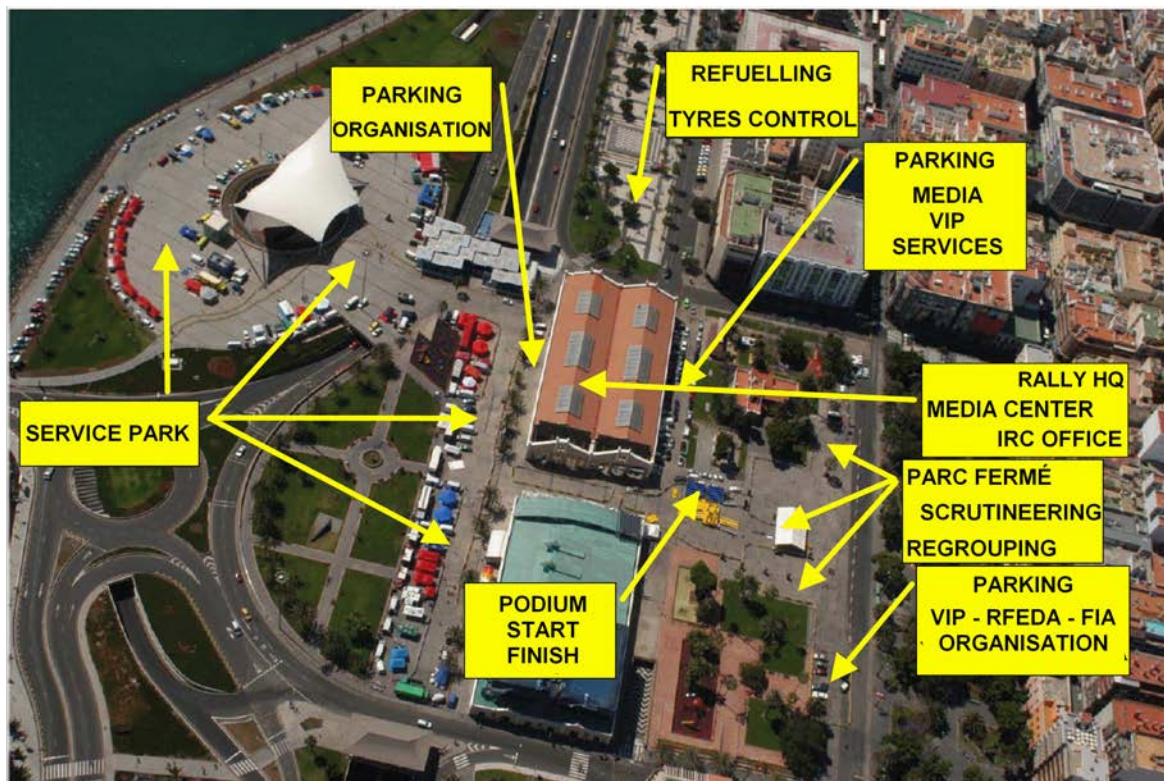 PARKING
ORGANISATION
REFUELLING
TYRES CONTROL
PARKING
MEDIA
VIP
SERVICES
RALLY HQ
MEDIA CENTER
IRC OFFICE
SERVICE PARK
PARC FERMÉ
SCRUTINEERING
REGROUPING
PODIUM
START
FINISH
PARKING
VIP - RFEDA - FIA
ORGANISATION